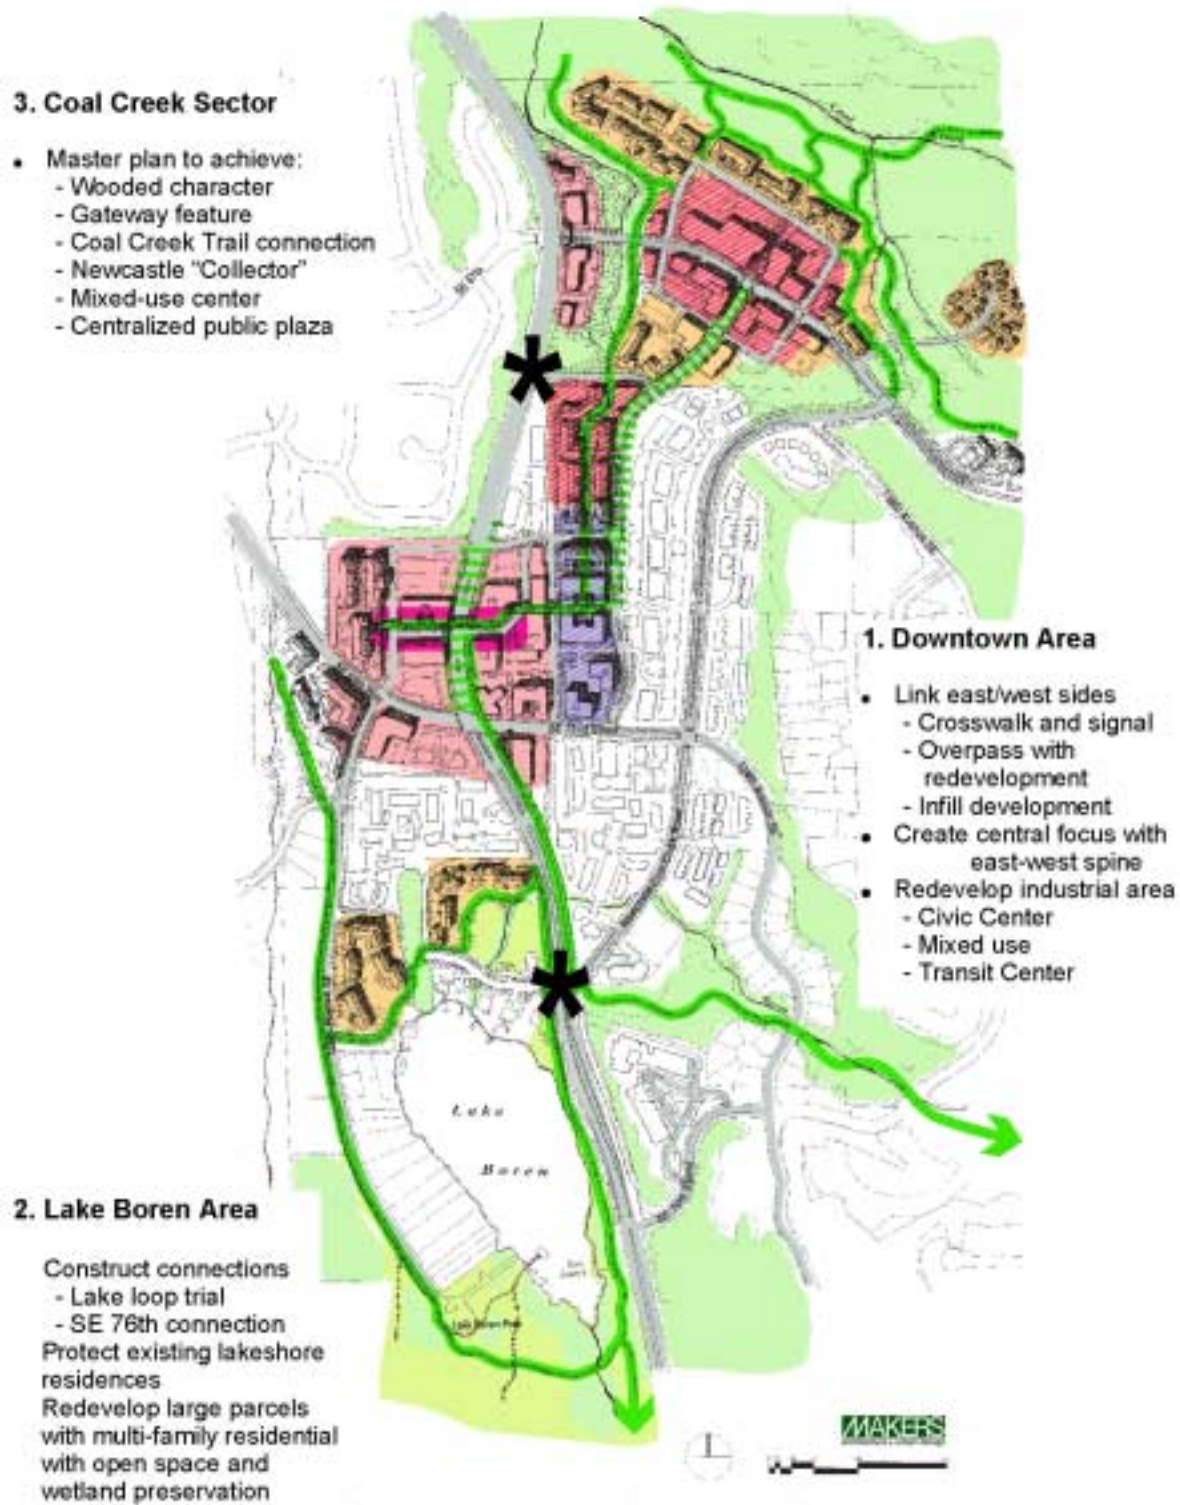 3. Coal Creek Sector
• Master plan to achieve:
- Wooded character
- Gateway feature
- Coal Creek Trail connection
- Newcastle "Collector"
- Mixed-use center
- Centralized public plaza
1. Downtown Area
• Link east/west sides
- Crosswalk and signal
- Overpass with
redevelopment
- Infill development
• Create central focus with
east-west spine
• Redevelop industrial area
- Civic Center
- Mixed use
- Transit Center
Lake
Boren
2. Lake Boren Area
Construct connections
- Lake loop trial
- SE 76th connection
Protect existing lakeshore
residences
Redevelop large parcels
with multi-family residential
with open space and
wetland preservation
Lake Boren Park
MAKERS